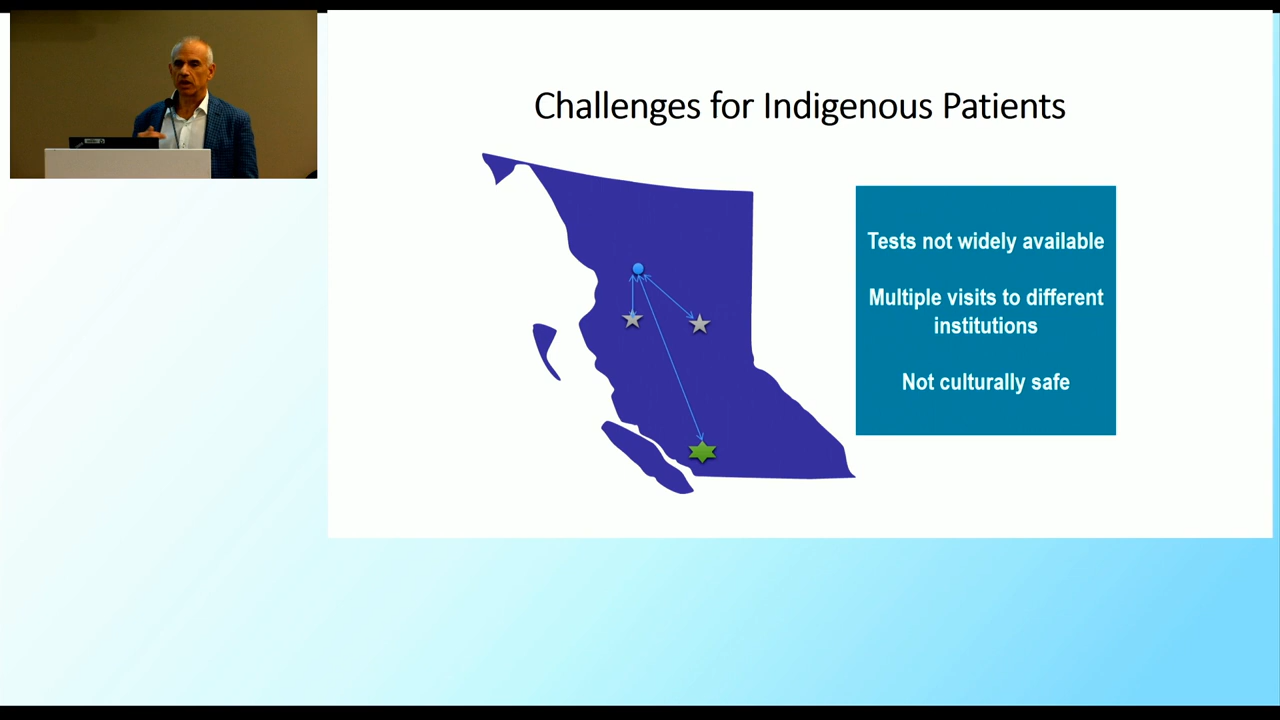 Challenges for Indigenous Patients
Tests not widely available
Multiple visits to different
institutions
Not culturally safe